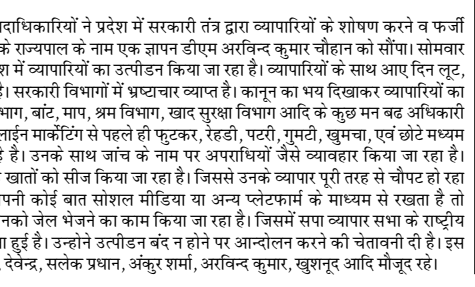 दाधिकारियों ने प्रदेश में सरकारी तंत्र द्वारा व्यापारियों के शोषण करने व फर्जी
के राज्यपाल के नाम एक ज्ञापन डीएम अरविन्द कुमार चौहान को सौंपा। सोमवार
श में व्यापारियों का उत्पीडन किया जा रहा है। व्यापारियों के साथ आए दिन लूट,
है। सरकारी विभागों में भ्रष्टाचार व्याप्त है। कानून का भय दिखाकर व्यापारियों का
भाग, बांट, माप, श्रम विभाग, खाद सुरक्षा विभाग आदि के कुछ मन बढ अधिकारी
लाईन मार्केटिंग से पहले ही फुटकर, रेहडी, पटरी, गुमटी, खुमचा, एवं छोटे मध्यम
है है। उनके साथ जांच के नाम पर अपराधियों जैसे व्यावहार किया जा रहा है।
खातों को सीज किया जा रहा है। जिससे उनके व्यापार पूरी तरह से चौपट हो रहा
पनी कोई बात सोशल मीडिया या अन्य प्लेटफार्म के माध्यम से रखता है तो
नको जेल भेजने का काम किया जा रहा है। जिसमें सपा व्यापार सभा के राष्ट्रीय
ा हुई है। उन्होने उत्पीडन बंद न होने पर आन्दोलन करने की चेतावनी दी है। इस
देवेन्द्र, सलेक प्रधान, अंकुर शर्मा, अरविन्द कुमार, खुशनूद आदि मौजूद रहे।